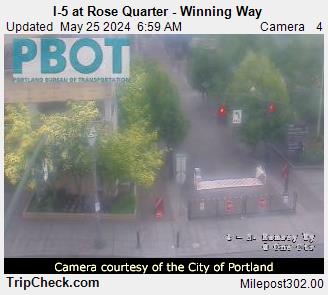 I-5 at Rose Quarter - Winning Way
Updated May 25 2024 6:59 AM Camera 4
PBOT
PORTLAND BUREAU OF TRANSPORTATION
Camera courtesy of the City of Portland
TripCheck.com Milepost302.00